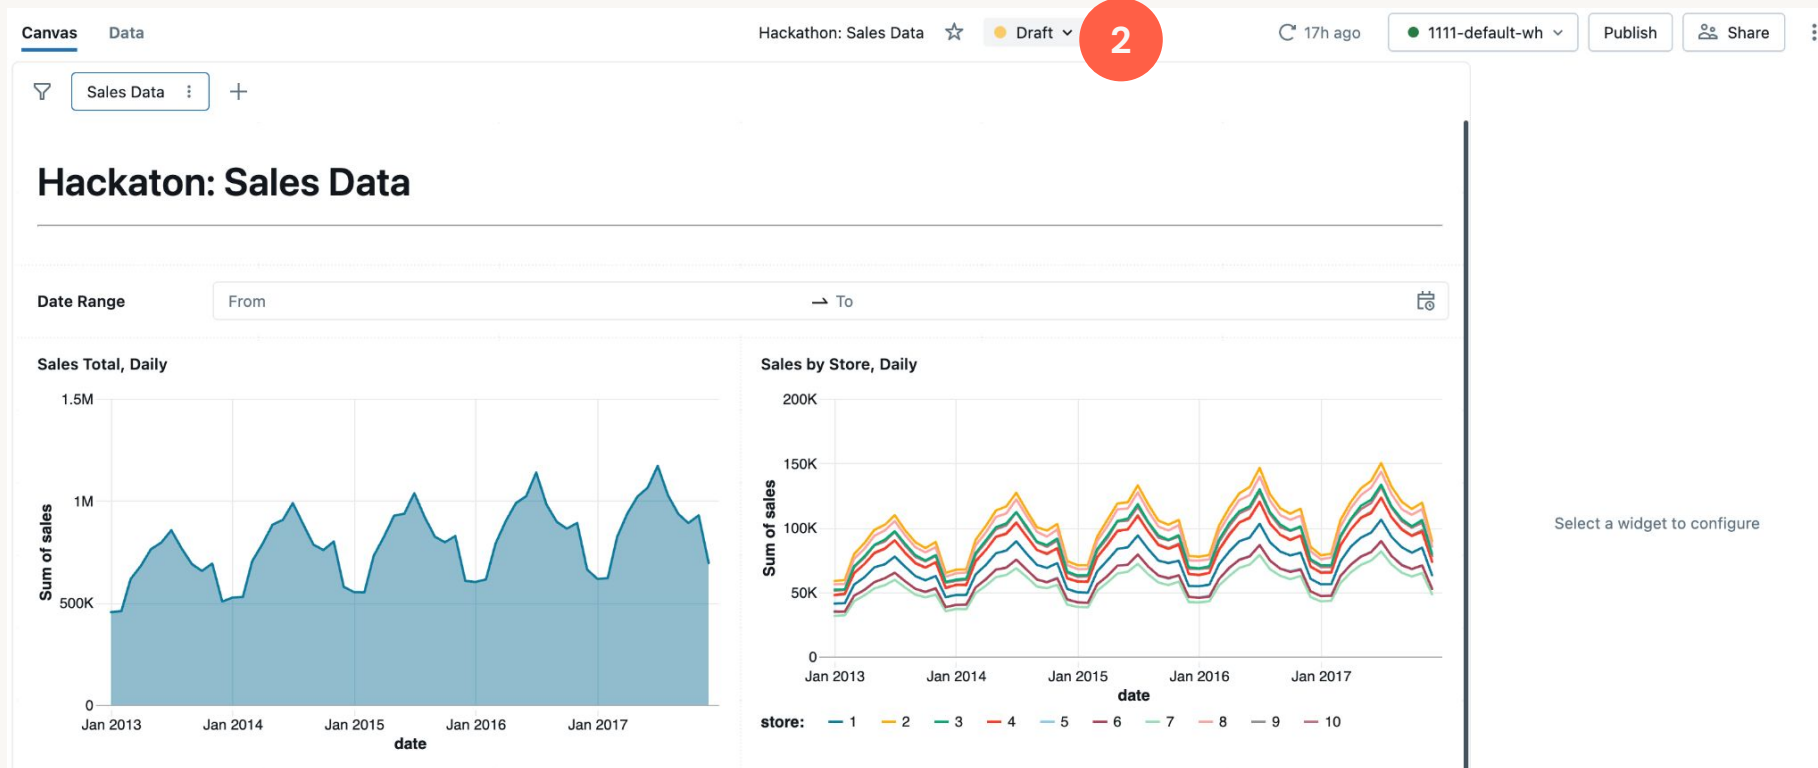 Canvas Data Hackathon: Sales Data Draft 2 17h ago 1111-default-wh Publish Share
Sales Data
Hackaton: Sales Data
Date Range From To
Sales Total, Daily
1.5M
1M
500K
0
Sum of sales
Jan 2013 Jan 2014 Jan 2015 Jan 2016 Jan 2017
date
Sales by Store, Daily
200K
150K
100K
50K
0
Sum of sales
Jan 2013 Jan 2014 Jan 2015 Jan 2016 Jan 2017
date
store: 1 2 3 4 5 6 7 8 9 10
Select a widget to configure